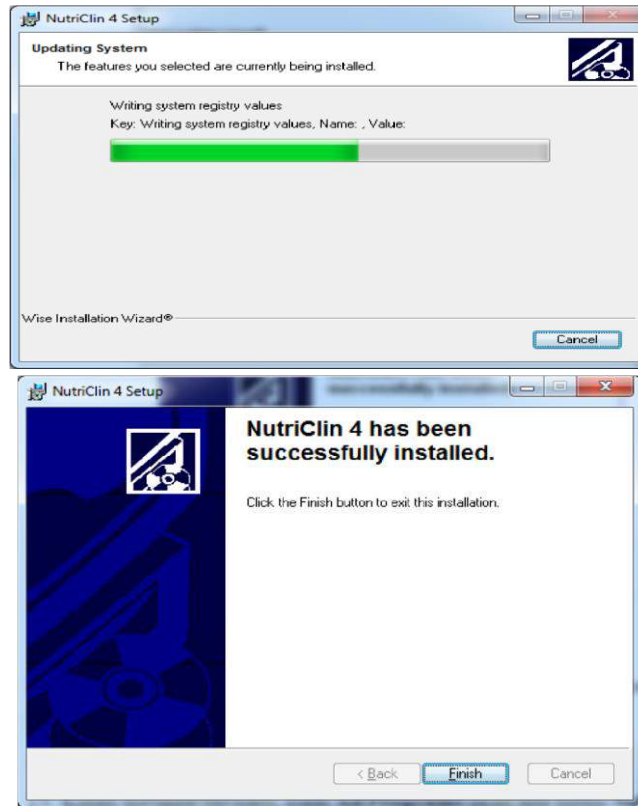 NutriClin 4 Setup
Updating System
The features you selected are currently being installed.
Writing system registry values
Key: Writing system registry values, Name: , Value:
Wise Installation Wizard®
Cancel
NutriClin 4 Setup
NutriClin 4 has been
successfully installed.
Click the Finish button to exit this installation.
< Back
Finish
Cancel